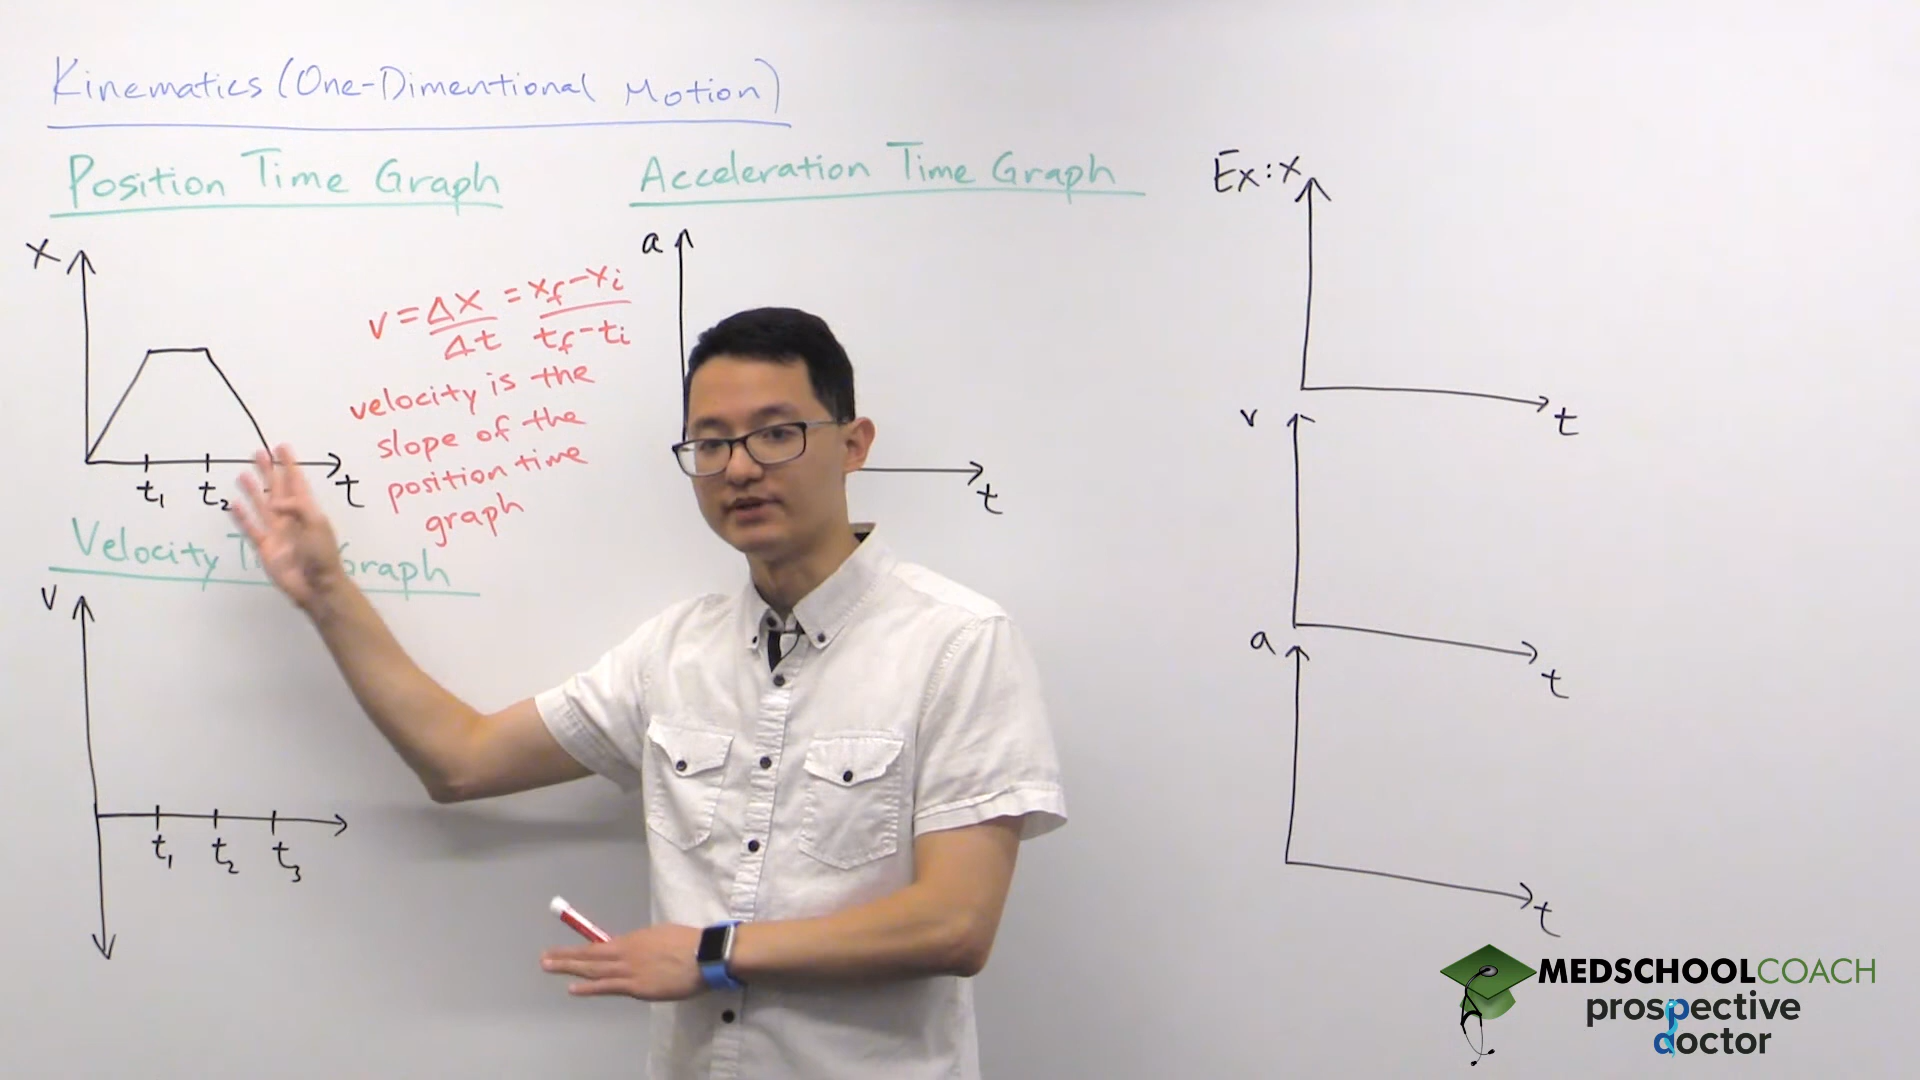 Kinematics (One-Dimentional Motion)
Position Time Graph
x
t₁ t₂ t
v = Δx/Δt = xf-xi/tf-ti
velocity is the
slope of the
position time
graph
Velocity Graph
v
t₁ t₂ t₃
Acceleration Time Graph
a
t
Ex: x
t
v
t
a
t
MEDSCHOOLCOACH
prospective
doctor